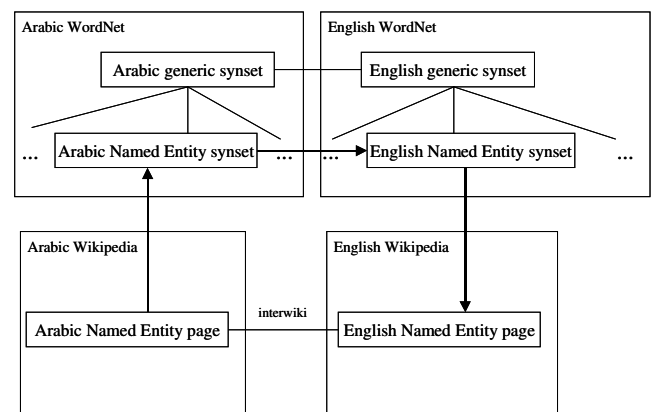 Arabic WordNet
English WordNet
Arabic generic synset
English generic synset
...
Arabic Named Entity synset
...
...
English Named Entity synset
...
Arabic Wikipedia
English Wikipedia
interwiki
Arabic Named Entity page
English Named Entity page